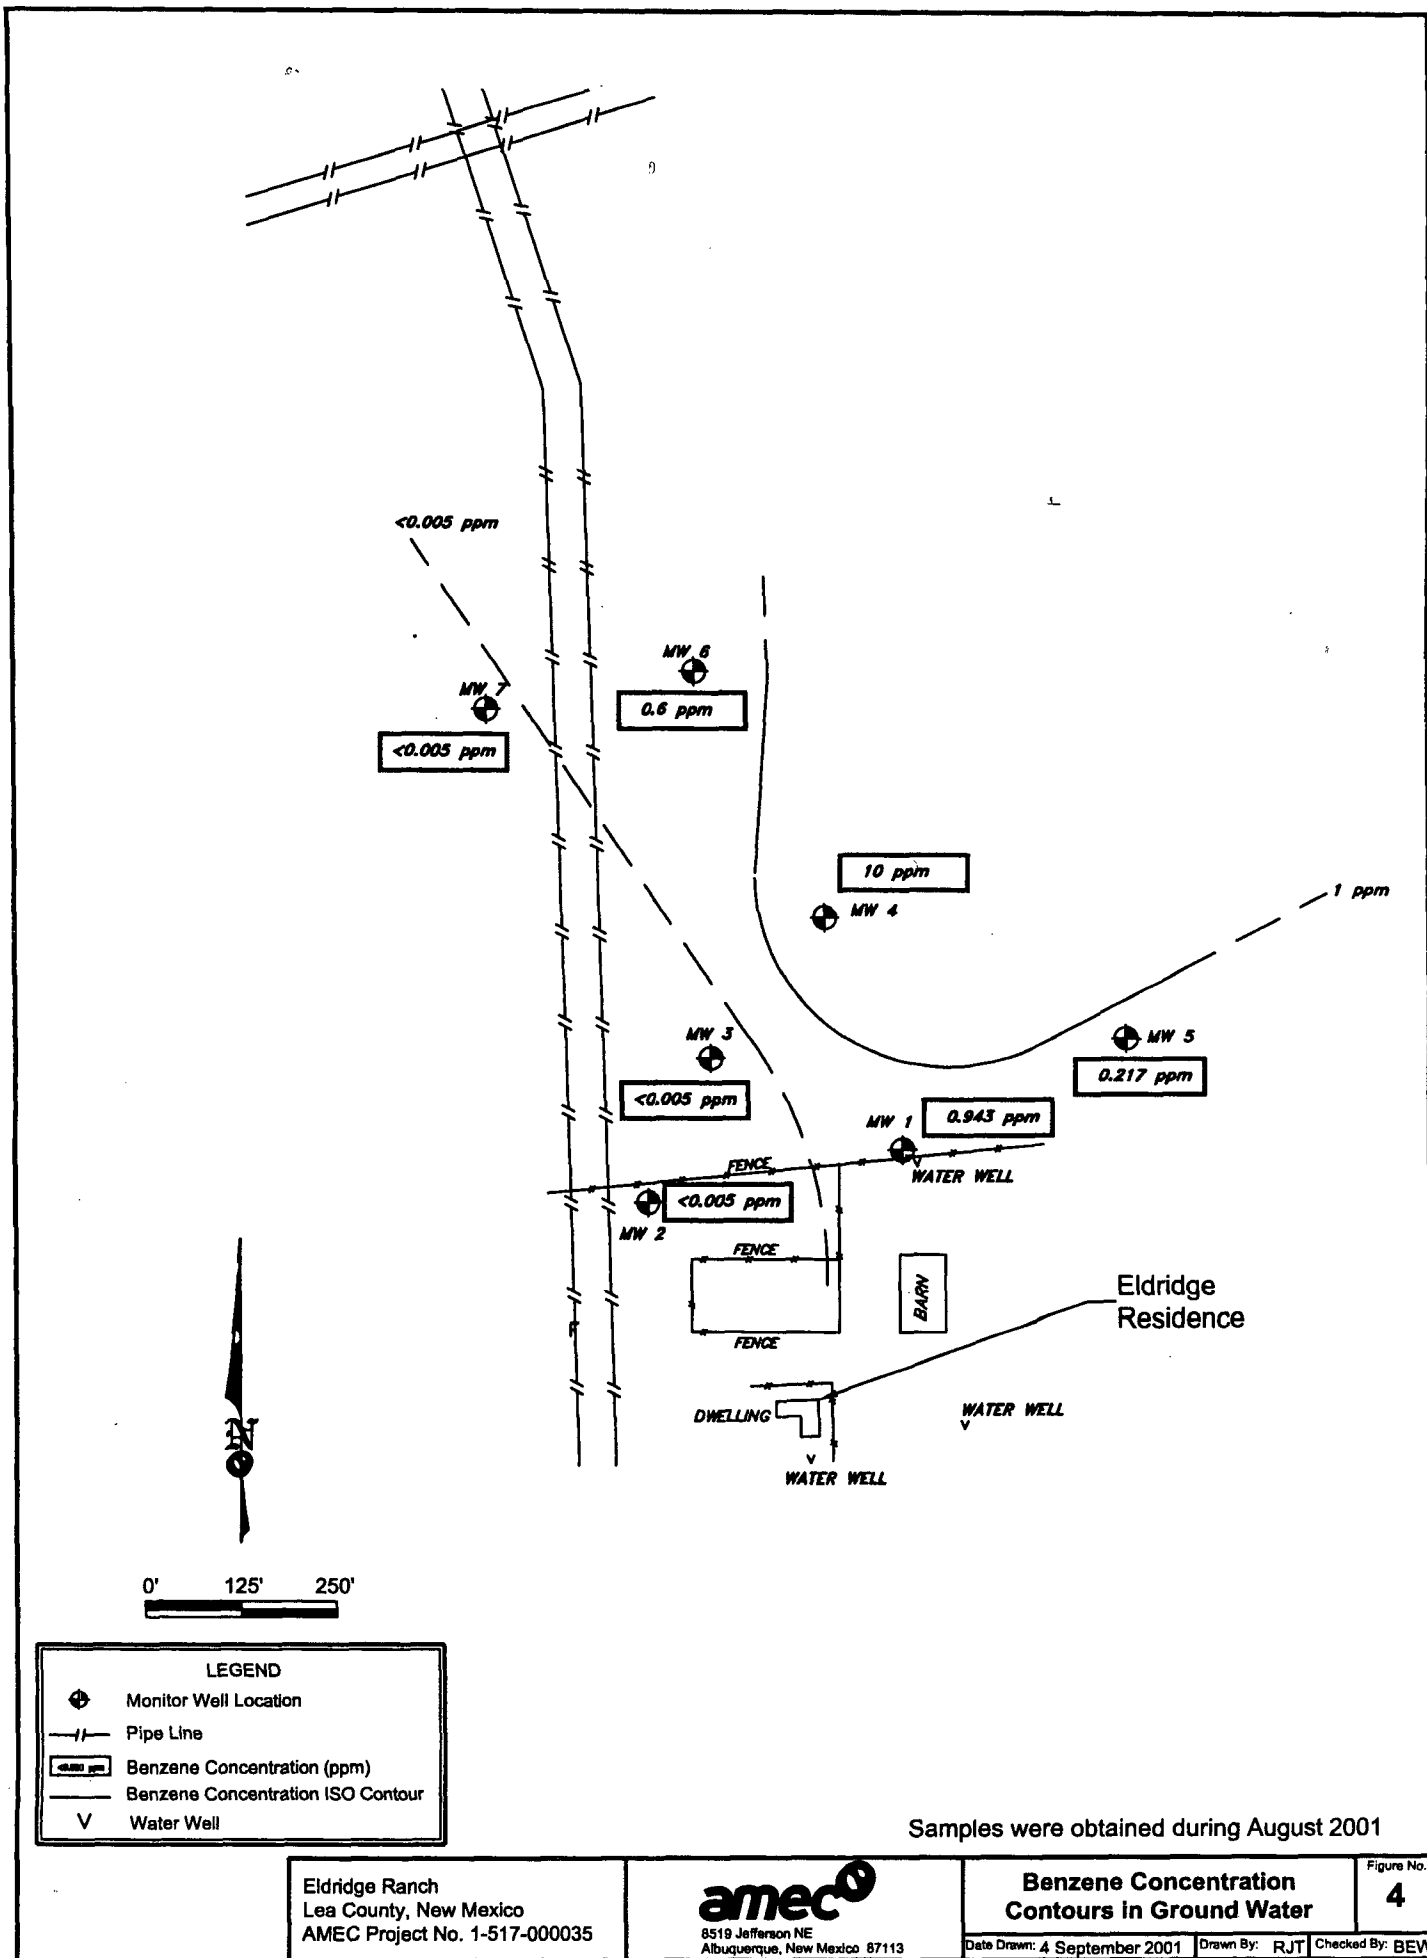 <0.005 ppm
MW 6
0.6 ppm
MW 7
<0.005 ppm
10 ppm
MW 4
1 ppm
MW 3
<0.005 ppm
MW 5
0.217 ppm
MW 1
0.943 ppm
FENCE
WATER WELL
<0.005 ppm
MW 2
FENCE
BARN
Eldridge
Residence
FENCE
DWELLING
WATER WELL
WATER WELL
N
0' 125' 250'
LEGEND
Monitor Well Location
Pipe Line
Benzene Concentration (ppm)
Benzene Concentration ISO Contour
V Water Well
Samples were obtained during August 2001
Eldridge Ranch
Lea County, New Mexico
AMEC Project No. 1-517-000035
amec
8519 Jefferson NE
Albuquerque, New Mexico 87113
Benzene Concentration
Contours in Ground Water
Figure No.
4
Date Drawn: 4 September 2001
Drawn By: RJT
Checked By: